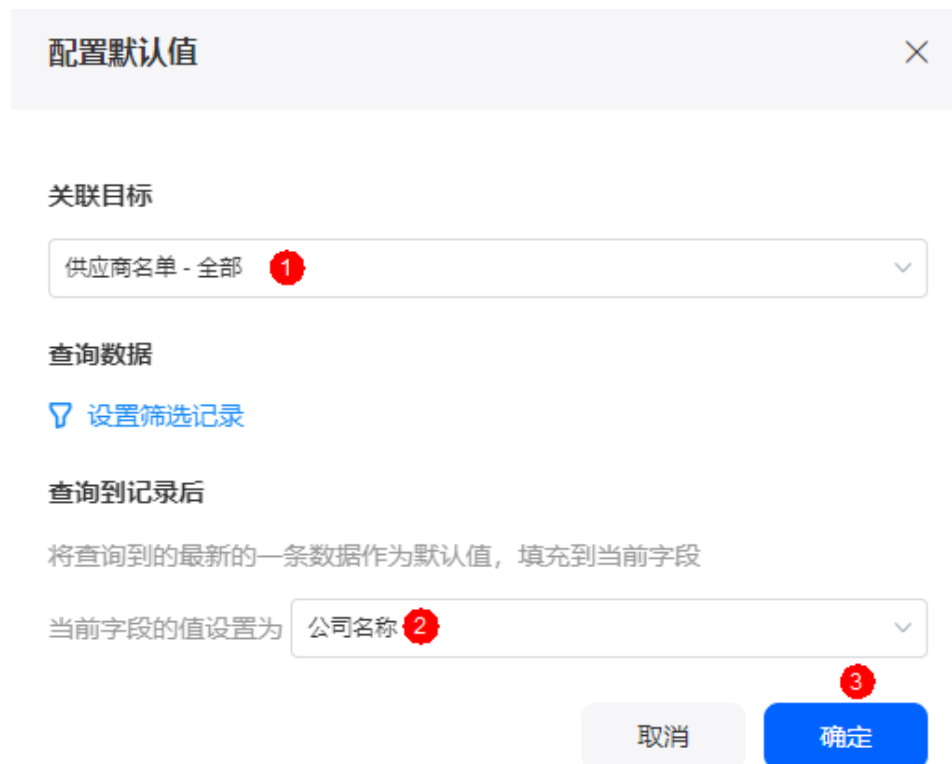 配置默认值
关联目标
供应商名单 - 全部 1
查询数据
设置筛选记录
查询到记录后
将查询到的最新的一条数据作为默认值，填充到当前字段
当前字段的值设置为 公司名称 2
3
取消 确定